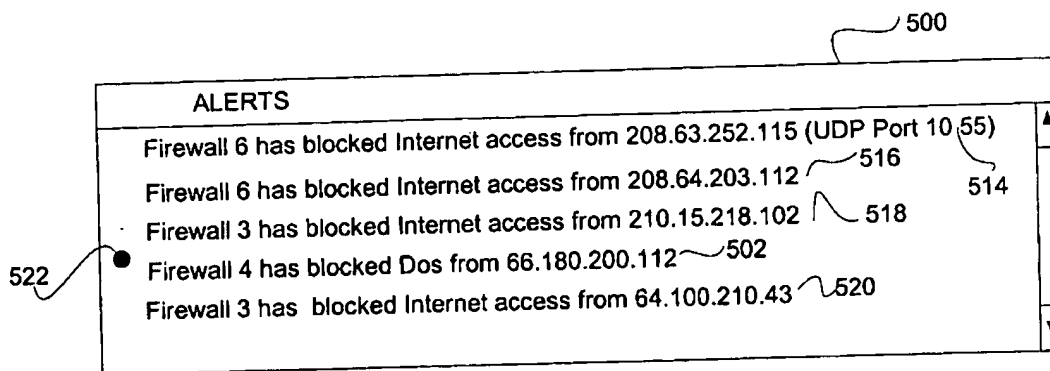 500
ALERTS
Firewall 6 has blocked Internet access from 208.63.252.115 (UDP Port 10 55)
514
Firewall 6 has blocked Internet access from 208.64.203.112 516
Firewall 3 has blocked Internet access from 210.15.218.102 518
522
Firewall 4 has blocked Dos from 66.180.200.112 502
Firewall 3 has blocked Internet access from 64.100.210.43 520